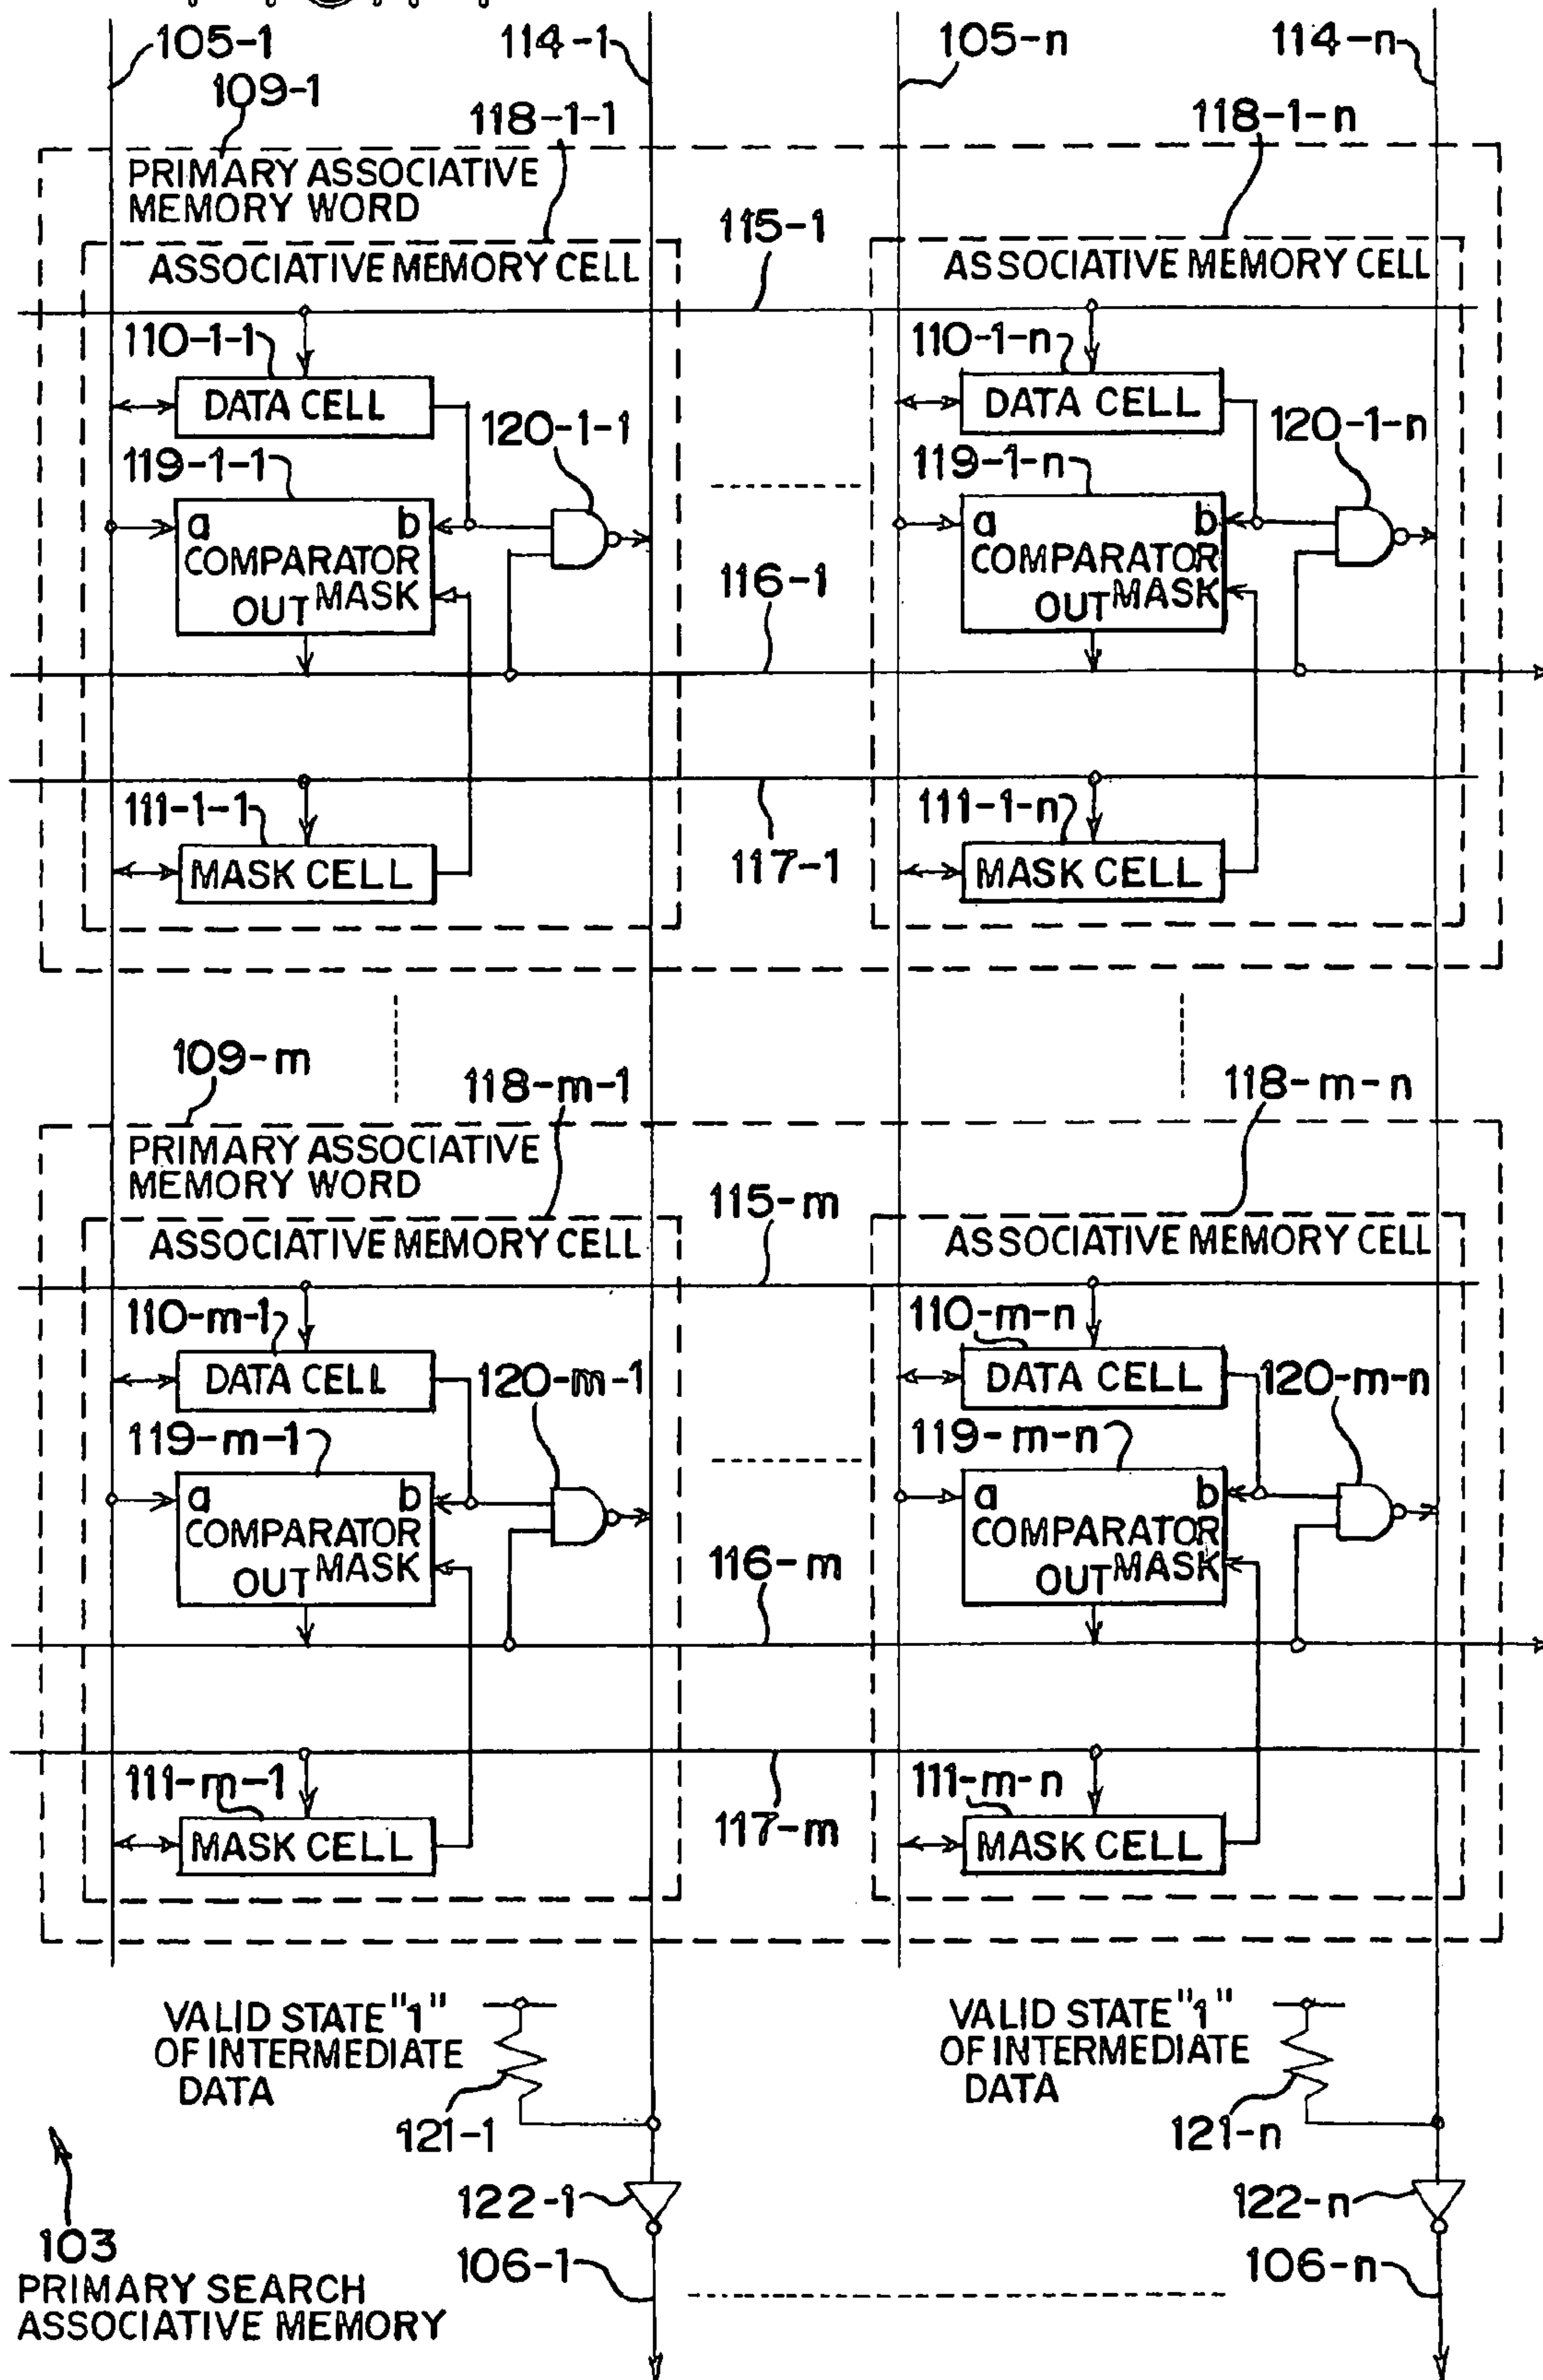 105-1
114-1
105-n
114-n
109-1
118-1-1
118-1-n
PRIMARY ASSOCIATIVE
MEMORY WORD
115-1
ASSOCIATIVE MEMORY CELL
ASSOCIATIVE MEMORY CELL
110-1-1
110-1-n
DATA CELL
DATA CELL
120-1-1
120-1-n
119-1-1
119-1-n
a b
COMPARATOR
OUT MASK
a b
COMPARATOR
OUT MASK
116-1
111-1-1
111-1-n
117-1
MASK CELL
MASK CELL
109-m
118-m-1
118-m-n
PRIMARY ASSOCIATIVE
MEMORY WORD
115-m
ASSOCIATIVE MEMORY CELL
ASSOCIATIVE MEMORY CELL
110-m-1
110-m-n
DATA CELL
DATA CELL
120-m-1
120-m-n
119-m-1
119-m-n
a b
COMPARATOR
OUT MASK
a b
COMPARATOR
OUT MASK
116-m
111-m-1
111-m-n
117-m
MASK CELL
MASK CELL
VALID STATE "1"
OF INTERMEDIATE
DATA
VALID STATE "1"
OF INTERMEDIATE
DATA
121-1
121-n
122-1
122-n
103
106-1
106-n
PRIMARY SEARCH
ASSOCIATIVE MEMORY